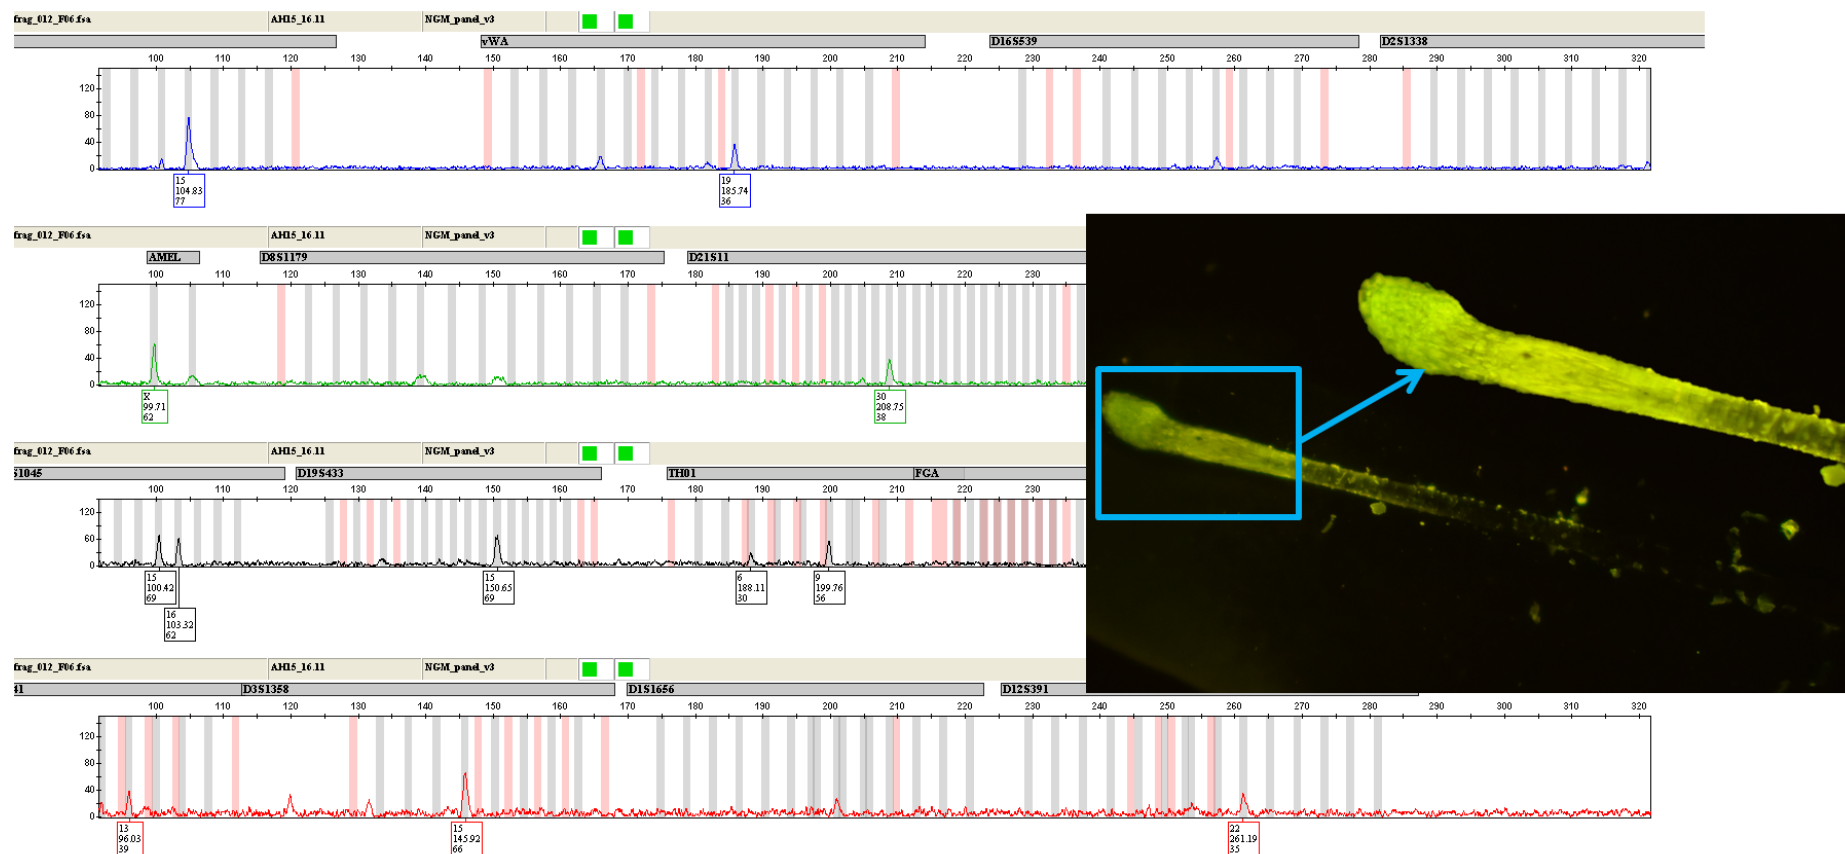 frag_012_F06.fsa AH15_16.11 NGM_panel_v3
vWA D16S539 D2S1338
100 110 120 130 140 150 160 170 180 190 200 210 220 230 240 250 260 270 280 290 300 310 320
120
80
40
0
15 19
104.83 185.74
77 36
frag_012_F06.fsa AH15_16.11 NGM_panel_v3
AMEL D8S1179 D21S11
100 110 120 130 140 150 160 170 180 190 200 210 220 230
120
80
40
0
X 30
99.71 208.75
62 38
frag_012_F06.fsa AH15_16.11 NGM_panel_v3
S1045 D19S433 TH01 FGA
100 110 120 130 140 150 160 170 180 190 200 210 220 230
120
60
0
15 15 6 9
100.42 150.65 188.11 199.76
69 69 30 56
16
103.32
62
frag_012_F06.fsa AH15_16.11 NGM_panel_v3
41 D3S1358 D1S1656 D12S391
100 110 120 130 140 150 160 170 180 190 200 210 220 230 240 250 260 270 280 290 300 310 320
120
80
40
0
13 15 22
96.03 145.92 261.19
39 66 35